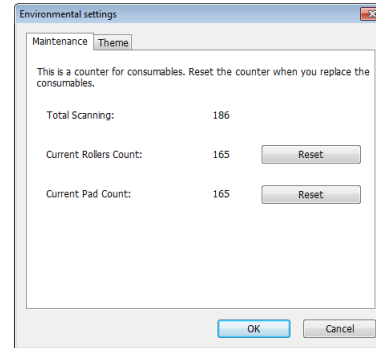 Environmental settings
Maintenance Theme
This is a counter for consumables. Reset the counter when you replace the
consumables.
Total Scanning: 186
Current Rollers Count: 165 Reset
Current Pad Count: 165 Reset
OK Cancel